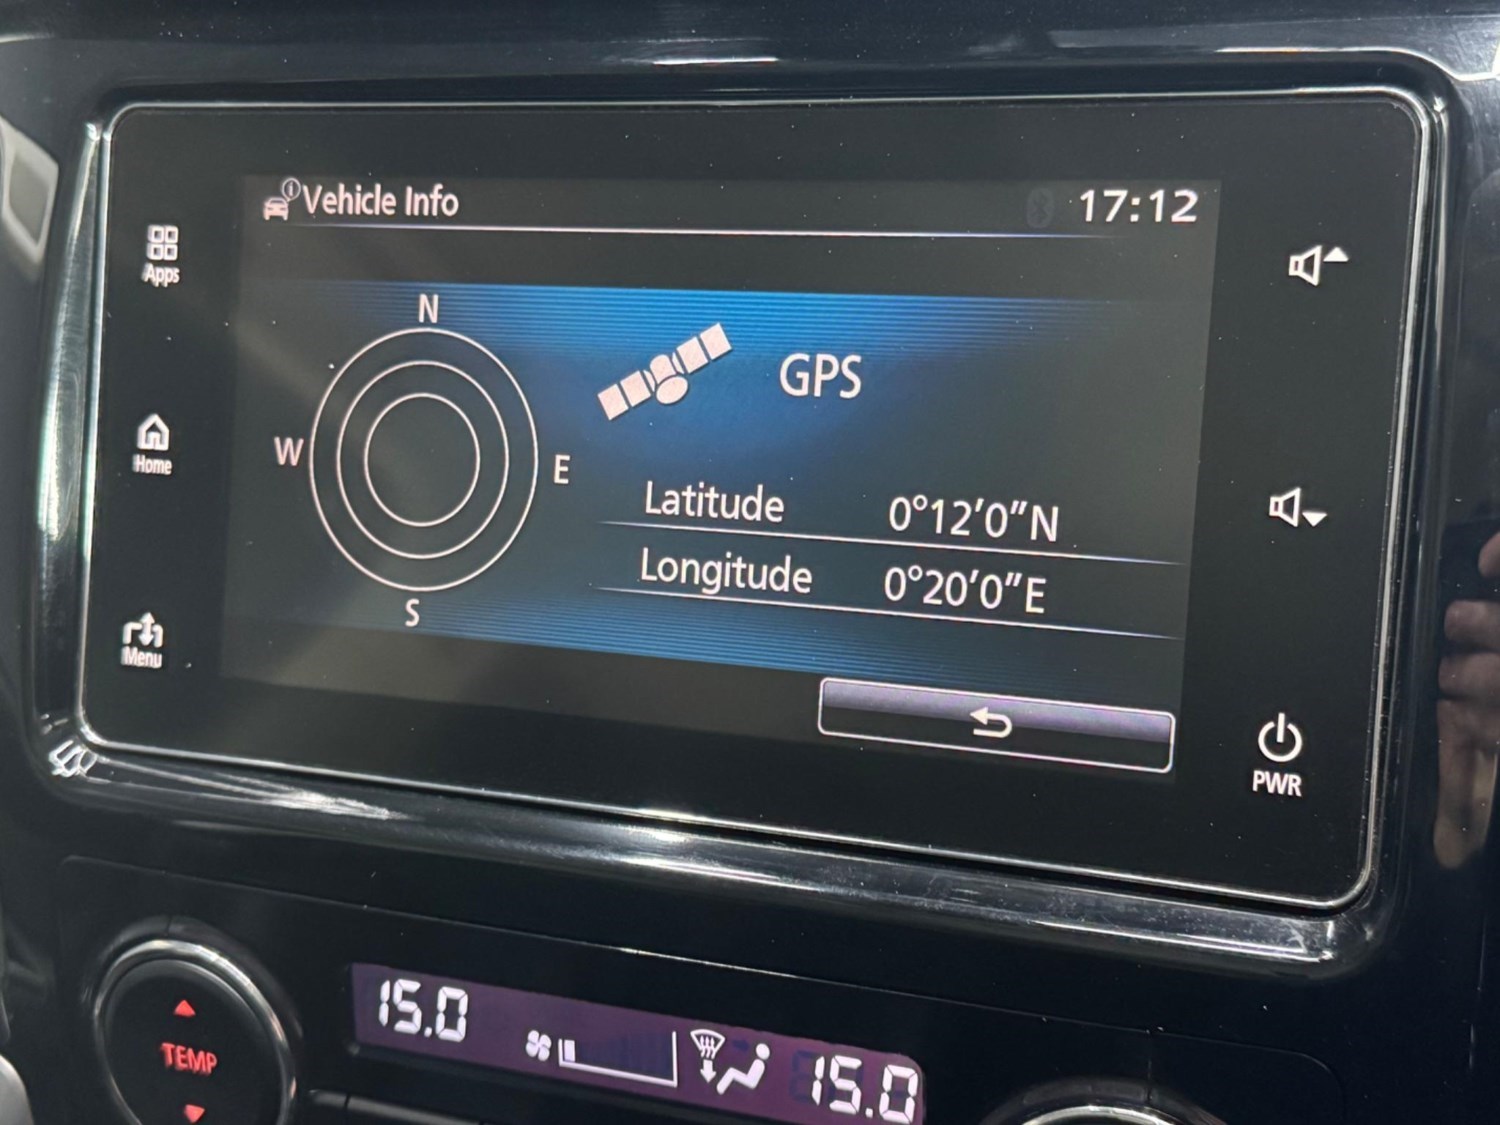 Vehicle Info
17:12
Apps
N
GPS
W
E
Home
Latitude 0°12'0"N
Longitude 0°20'0"E
S
Menu
PWR
15.0
15.0
TEMP